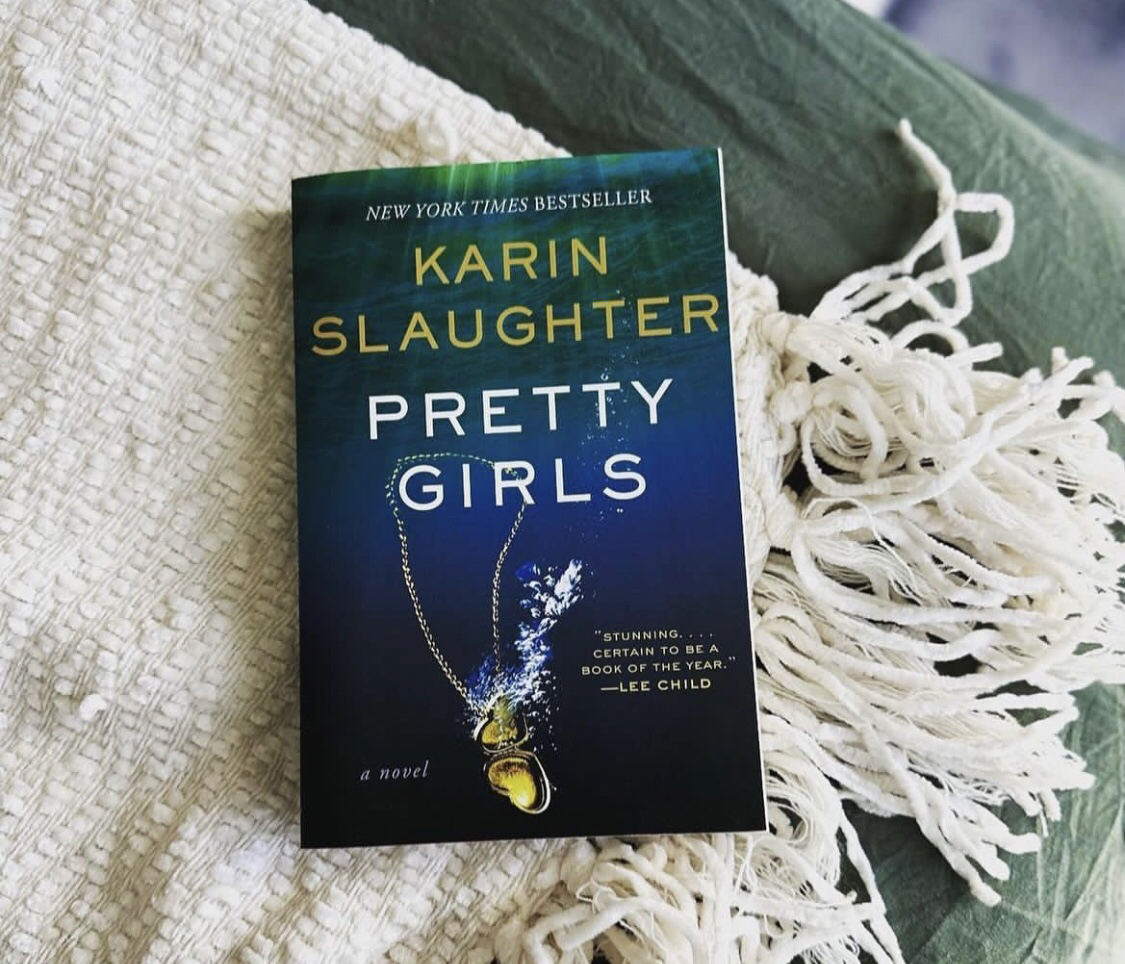 NEW YORK TIMES BESTSELLER
KARIN
SLAUGHTER
PRETTY
GIRLS
"STUNNING. . . .
CERTAIN TO BE A
BOOK OF THE YEAR."
—LEE CHILD
a novel